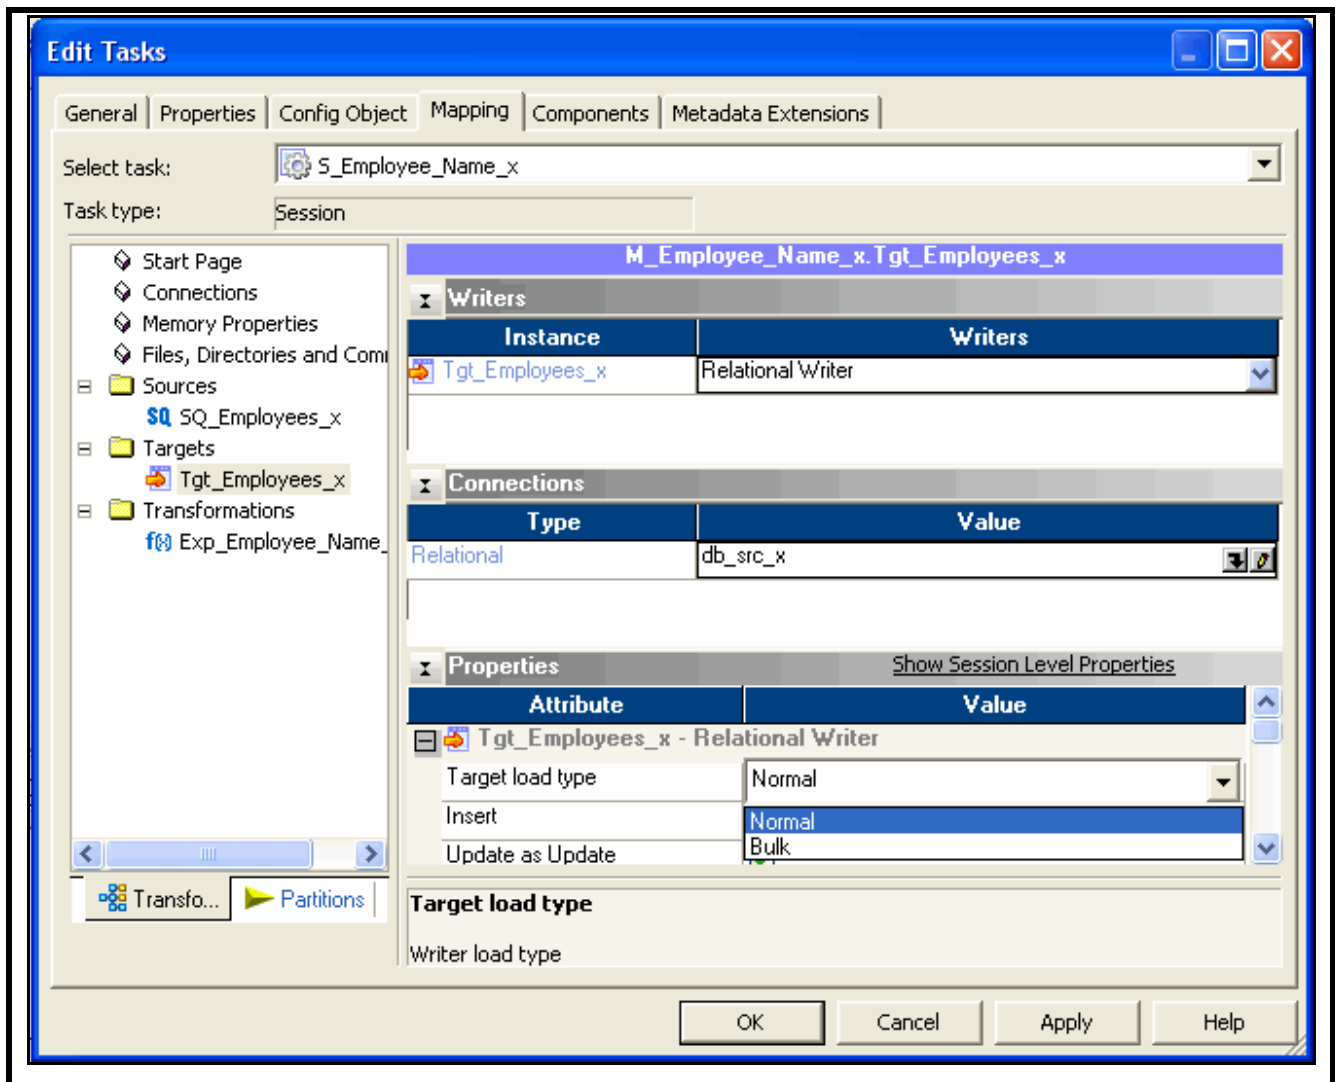 Edit Tasks
General Properties Config Object Mapping Components Metadata Extensions
Select task: S_Employee_Name_x
Task type: Session
Start Page
Connections
Memory Properties
Files, Directories and Com
Sources
SQ SQ_Employees_x
Targets
Tgt_Employees_x
Transformations
f(x) Exp_Employee_Name_
Transfo... Partitions
M_Employee_Name_x.Tgt_Employees_x
Writers
Instance Writers
Tgt_Employees_x Relational Writer
Connections
Type Value
Relational db_src_x
Properties Show Session Level Properties
Attribute Value
Tgt_Employees_x - Relational Writer
Target load type Normal
Insert Normal
Update as Update Bulk
Target load type
Writer load type
OK Cancel Apply Help